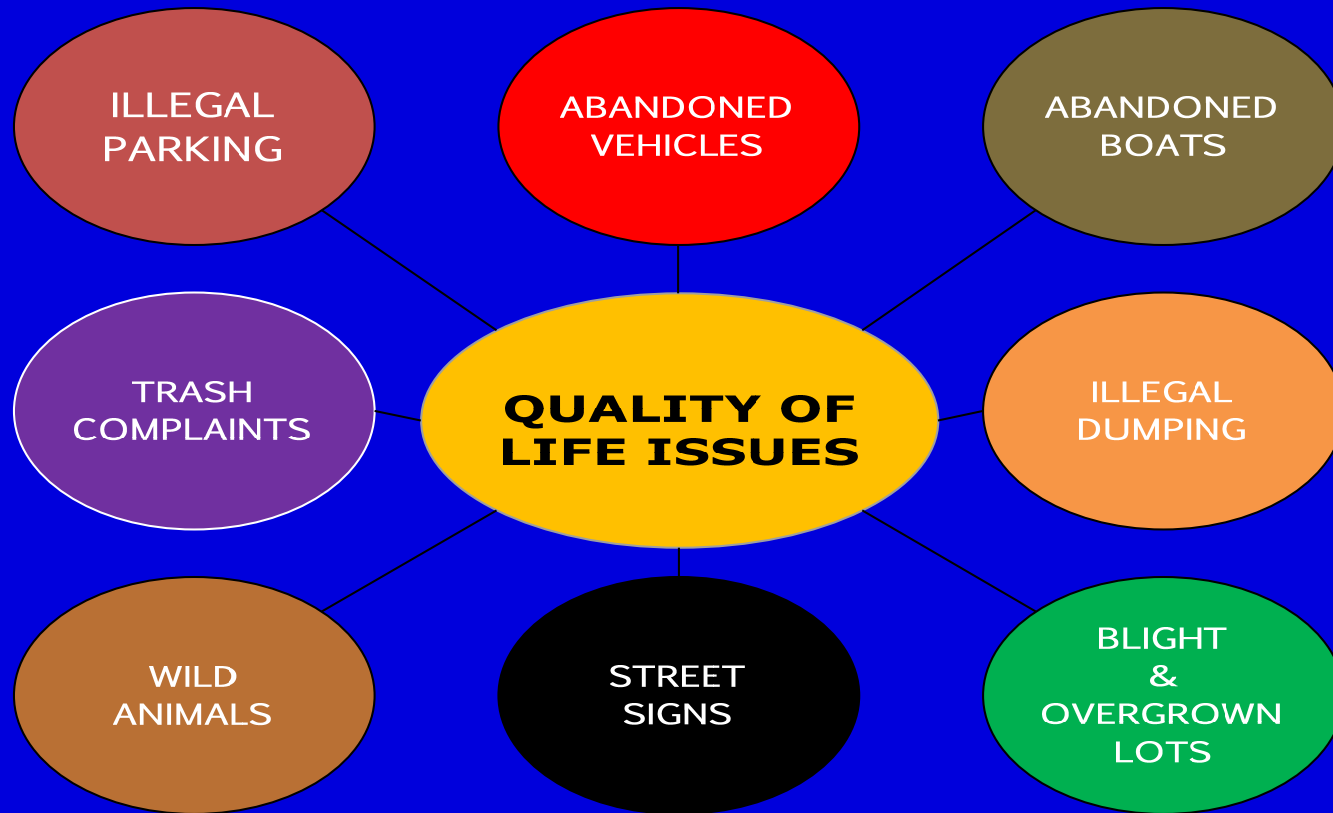 ILLEGAL
PARKING
ABANDONED
VEHICLES
ABANDONED
BOATS
TRASH
COMPLAINTS
QUALITY OF
LIFE ISSUES
ILLEGAL
DUMPING
WILD
ANIMALS
STREET
SIGNS
BLIGHT
&
OVERGROWN
LOTS